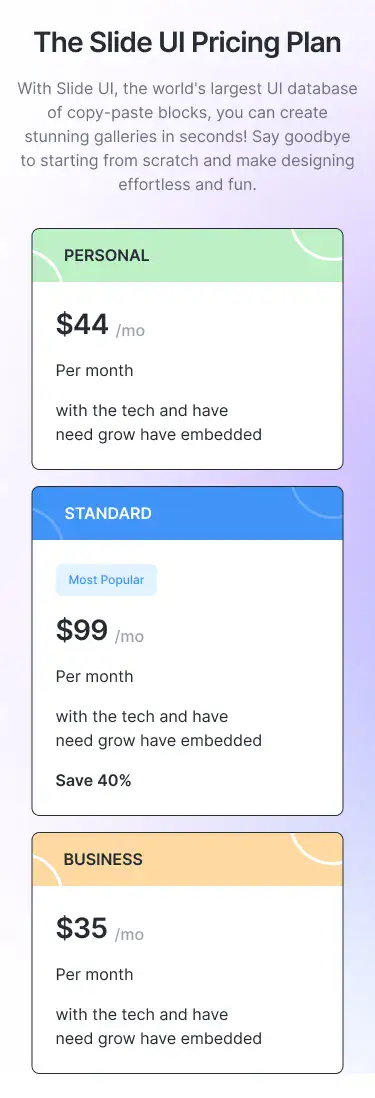 The Slide UI Pricing Plan
With Slide UI, the world's largest UI database
of copy-paste blocks, you can create
stunning galleries in seconds! Say goodbye
to starting from scratch and make designing
effortless and fun.
PERSONAL
$44 /mo
Per month
with the tech and have
need grow have embedded
STANDARD
Most Popular
$99 /mo
Per month
with the tech and have
need grow have embedded
Save 40%
BUSINESS
$35 /mo
Per month
with the tech and have
need grow have embedded